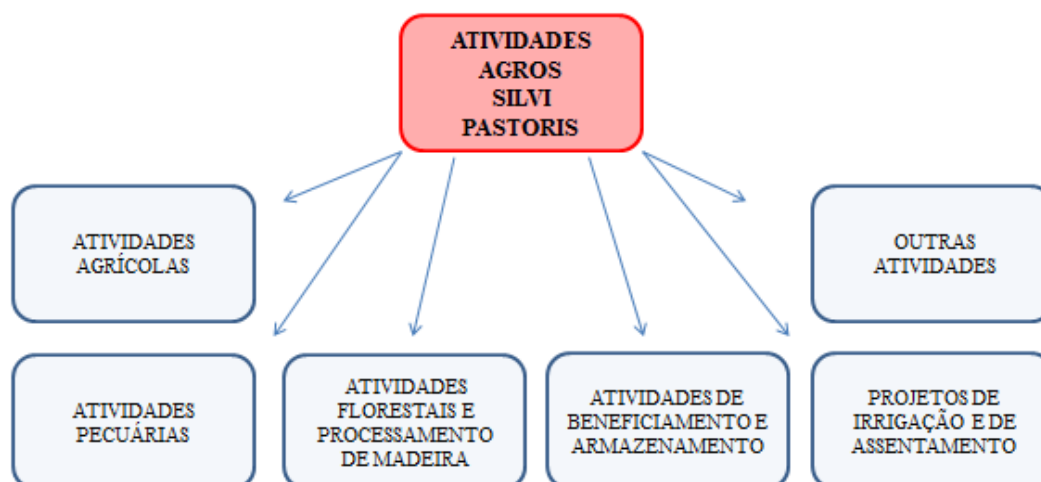 ATIVIDADES
AGROS
SILVI
PASTORIS
ATIVIDADES
AGRÍCOLAS
OUTRAS
ATIVIDADES
ATIVIDADES
PECUÁRIAS
ATIVIDADES
FLORESTAIS E
PROCESSAMENTO
DE MADEIRA
ATIVIDADES DE
BENEFICIAMENTO E
ARMAZENAMENTO
PROJETOS DE
IRRIGAÇÃO E DE
ASSENTAMENTO